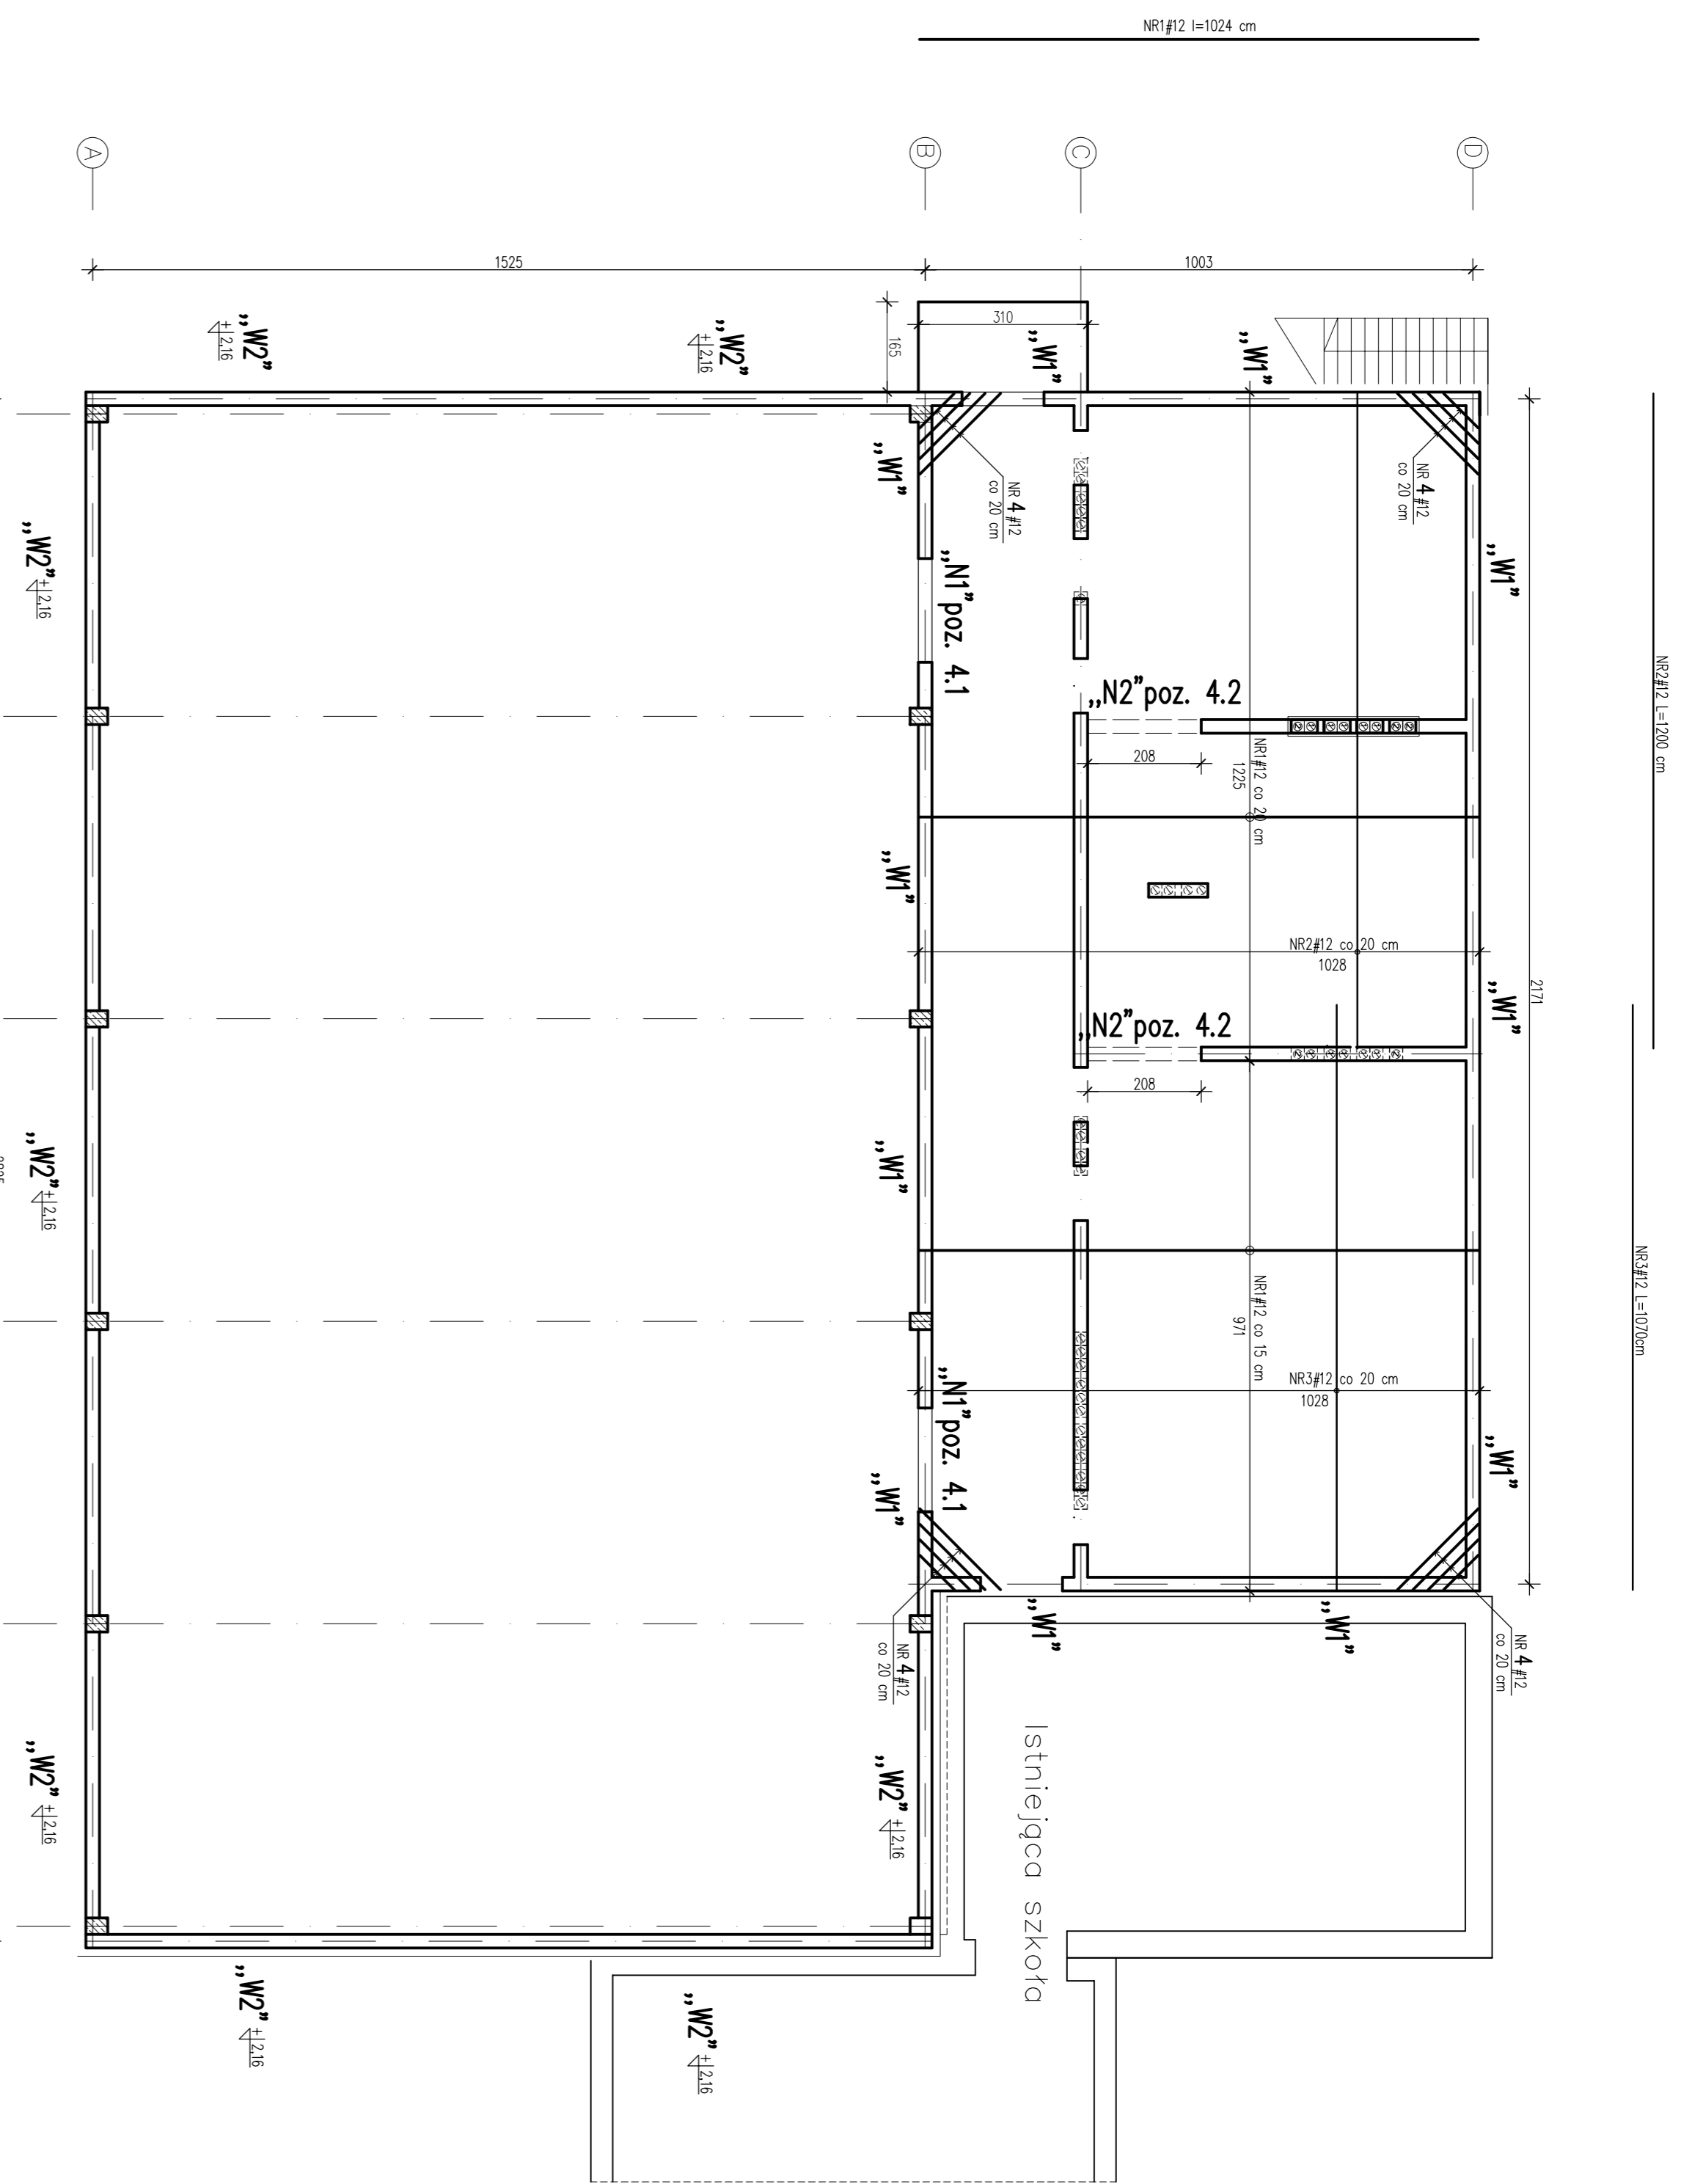 NR1#12 l=1024 cm
A
B
C
D
1525
1003
„W2”
+2,16
„W2”
+2,16
165
310
„W1”
„W1”
NR2#12 L=1200 cm
„W1”
NR 4 #12
co 20 cm
NR 4 #12
co 20 cm
„W1”
„W2”
+2,16
„N1” poz. 4.1
„N2”poz. 4.2
208
NR1#12 co 20 cm
1225
„W1”
NR2#12 co 20 cm
1028
2171
„W1”
„N2”poz. 4.2
208
„W2”
+2,16
„W1”
NR3#12 L=1070cm
NR1#12 co 15 cm
971
NR3#12 co 20 cm
1028
„N1” poz. 4.1
„W1”
„W1”
„W1”
„W1”
NR 4 #12
co 20 cm
NR 4 #12
co 20 cm
Istniejąca szkoła
„W2”
+2,16
„W2”
+2,16
„W2”
+2,16
„W2”
+2,16